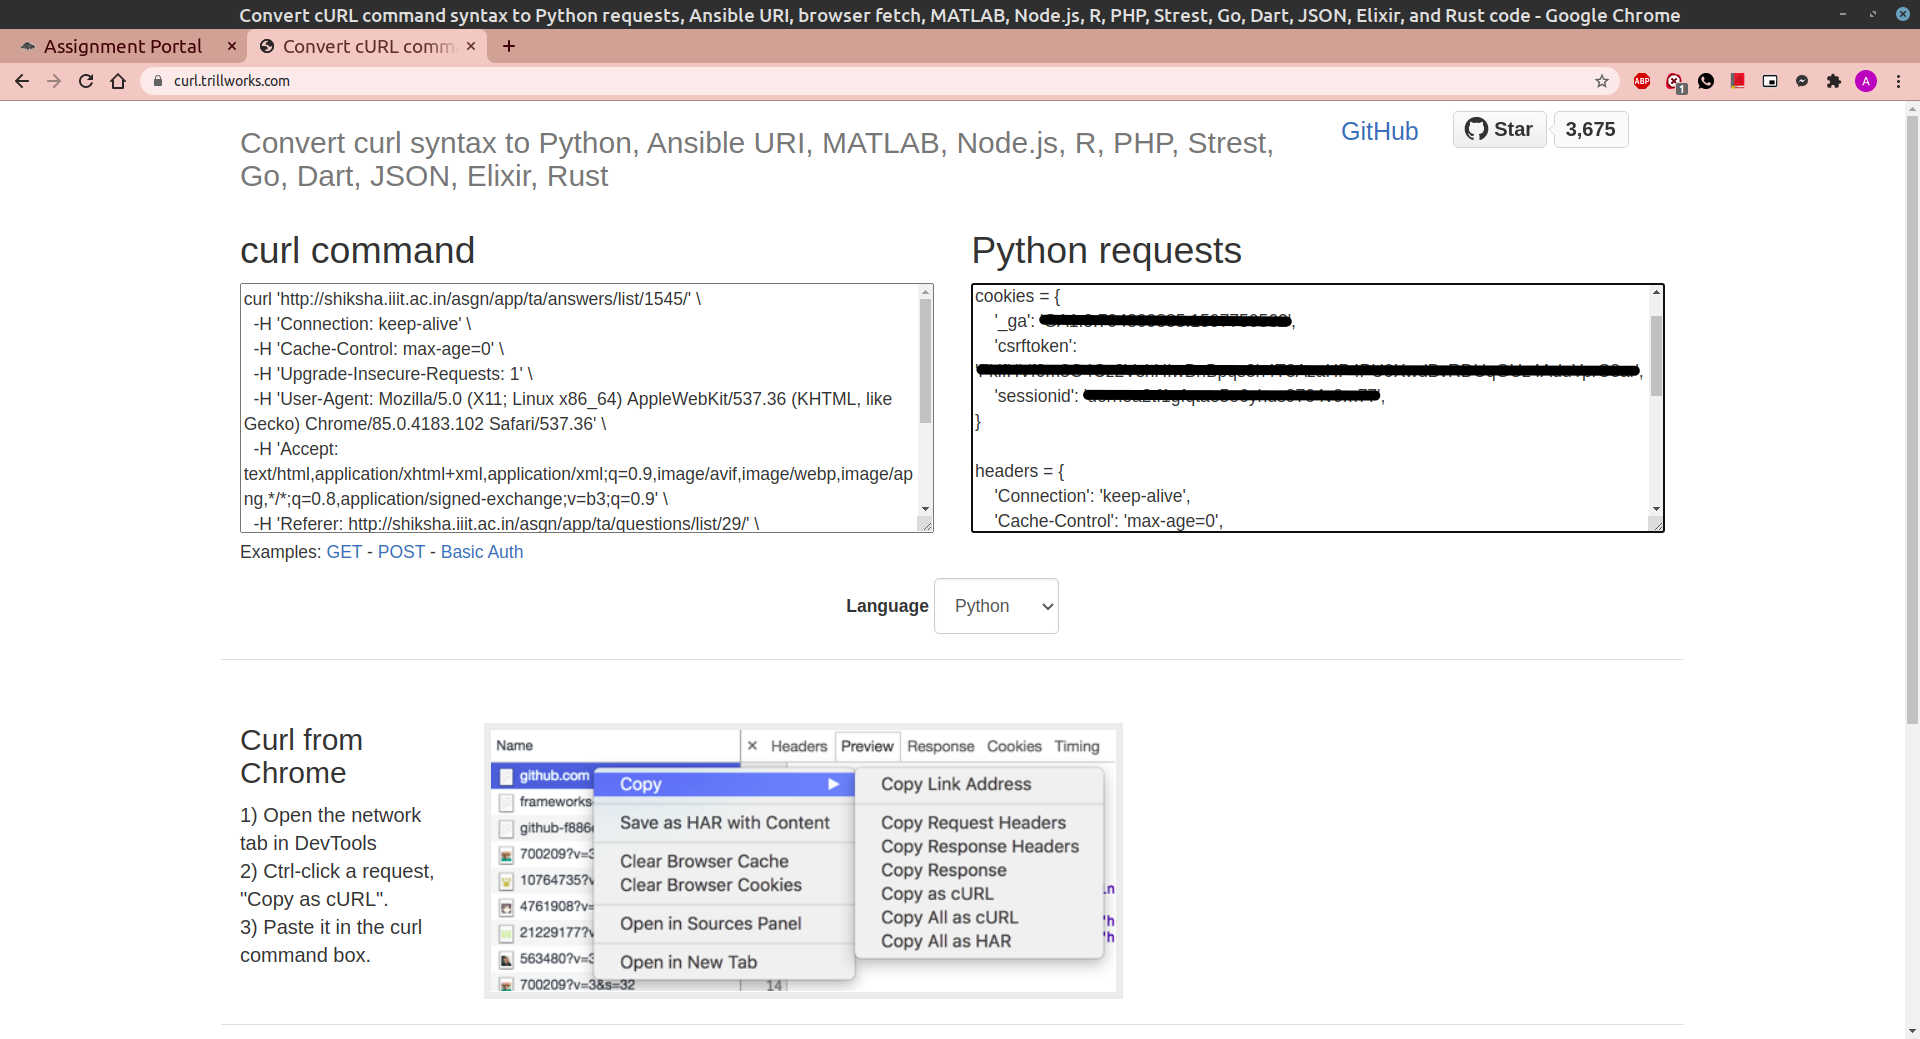 Convert cURL command syntax to Python requests, Ansible URI, browser fetch, MATLAB, Node.js, R, PHP, Strest, Go, Dart, JSON, Elixir, and Rust code - Google Chrome
Assignment Portal
Convert cURL comm
curl.trillworks.com
ABP
1
A
Convert curl syntax to Python, Ansible URI, MATLAB, Node.js, R, PHP, Strest,
Go, Dart, JSON, Elixir, Rust
GitHub
Star
3,675
curl command
curl 'http://shiksha.iiit.ac.in/asgn/app/ta/answers/list/1545/' \
-H 'Connection: keep-alive' \
-H 'Cache-Control: max-age=0' \
-H 'Upgrade-Insecure-Requests: 1' \
-H 'User-Agent: Mozilla/5.0 (X11; Linux x86_64) AppleWebKit/537.36 (KHTML, like
Gecko) Chrome/85.0.4183.102 Safari/537.36' \
-H 'Accept:
text/html,application/xhtml+xml,application/xml;q=0.9,image/avif,image/webp,image/ap
ng,*/*;q=0.8,application/signed-exchange;v=b3;q=0.9' \
-H 'Referer: http://shiksha.iiit.ac.in/asgn/app/ta/questions/list/29/' \
Examples: GET - POST - Basic Auth
Python requests
cookies = {
'_ga':
'csrftoken':
'sessionid':
}
headers = {
'Connection': 'keep-alive',
'Cache-Control': 'max-age=0',
Language Python
Curl from
Chrome
1) Open the network
tab in DevTools
2) Ctrl-click a request,
"Copy as cURL".
3) Paste it in the curl
command box.
Name
× Headers Preview Response Cookies Timing
github.com
frameworks-
github-f886
700209?v=3
10764735?v
4761908?v=
21229177?v
563480?v=3
700209?v=3&s=32
Copy
Save as HAR with Content
Clear Browser Cache
Clear Browser Cookies
Open in Sources Panel
Open in New Tab
Copy Link Address
Copy Request Headers
Copy Response Headers
Copy Response
Copy as cURL
Copy All as cURL
Copy All as HAR
in
"h
"h
14